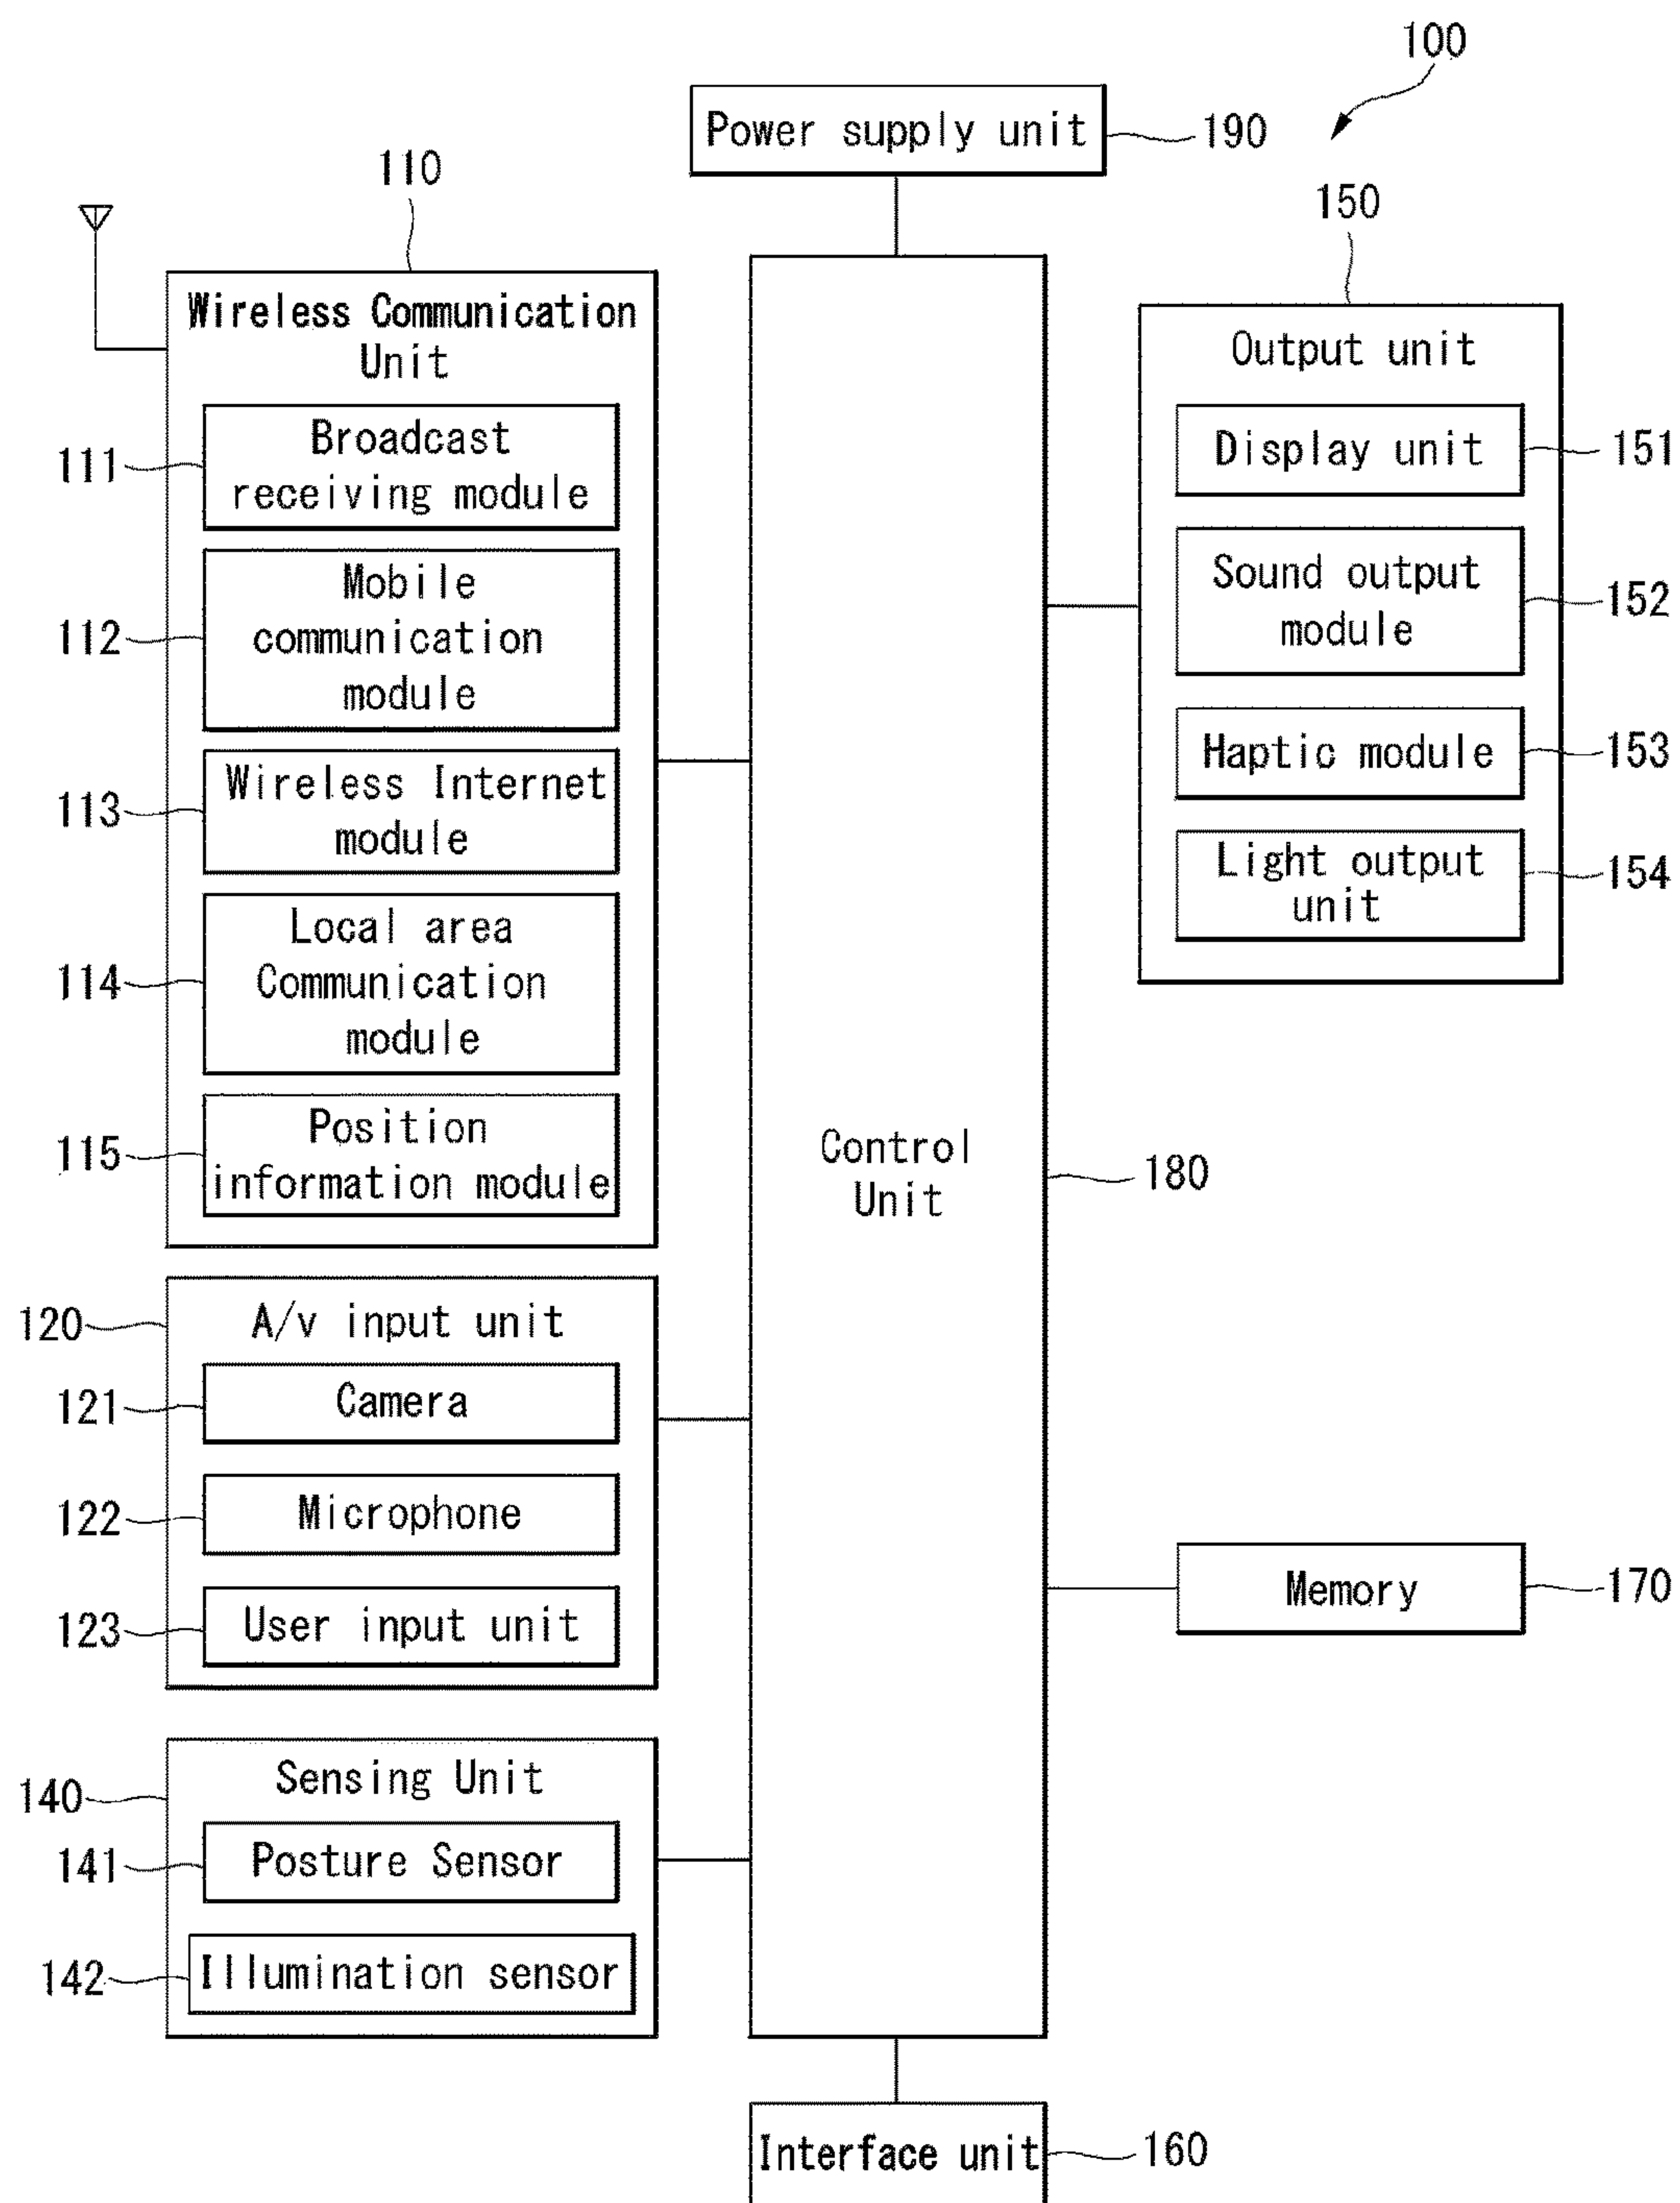 100
Power supply unit
190
110
150
Wireless Communication
Unit
Output unit
Broadcast
receiving module
111
Display unit
151
Mobile
communication
module
112
Sound output
module
152
Wireless Internet
module
113
Haptic module
153
Light output
unit
154
Local area
Communication
module
114
Position
information module
115
Control
Unit
180
A/v input unit
120
Camera
121
Microphone
122
User input unit
123
Memory
170
Sensing Unit
140
Posture Sensor
141
Illumination sensor
142
Interface unit
160